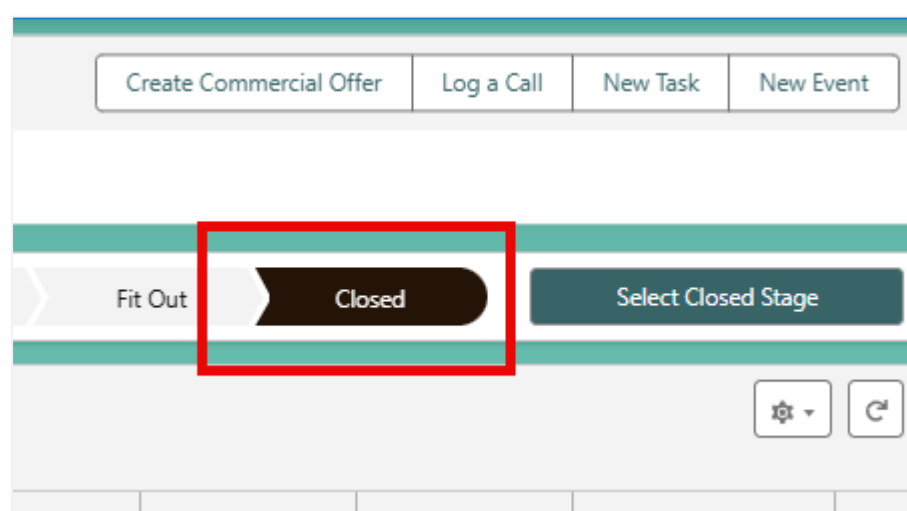 Create Commercial Offer Log a Call New Task New Event
Fit Out Closed Select Closed Stage